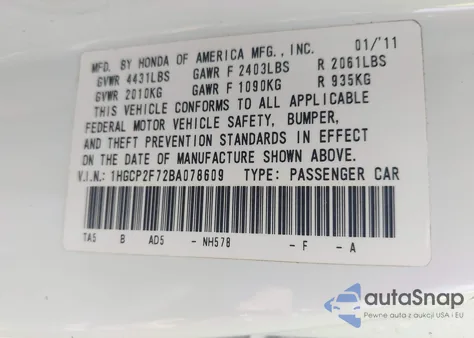 MFD. BY HONDA OF AMERICA MFG., INC. 01/'11
GVWR 4431LBS GAWR F 2403LBS R 2061LBS
GVWR 2010KG GAWR F 1090KG R 935KG
THIS VEHICLE CONFORMS TO ALL APPLICABLE
FEDERAL MOTOR VEHICLE SAFETY, BUMPER,
AND THEFT PREVENTION STANDARDS IN EFFECT
ON THE DATE OF MANUFACTURE SHOWN ABOVE.
V.I.N.: 1HGCP2F72BA078609 TYPE: PASSENGER CAR
TA5 B AD5 - NH578 - F - A
autaSnap
Pewne auta z aukcji USA i EU